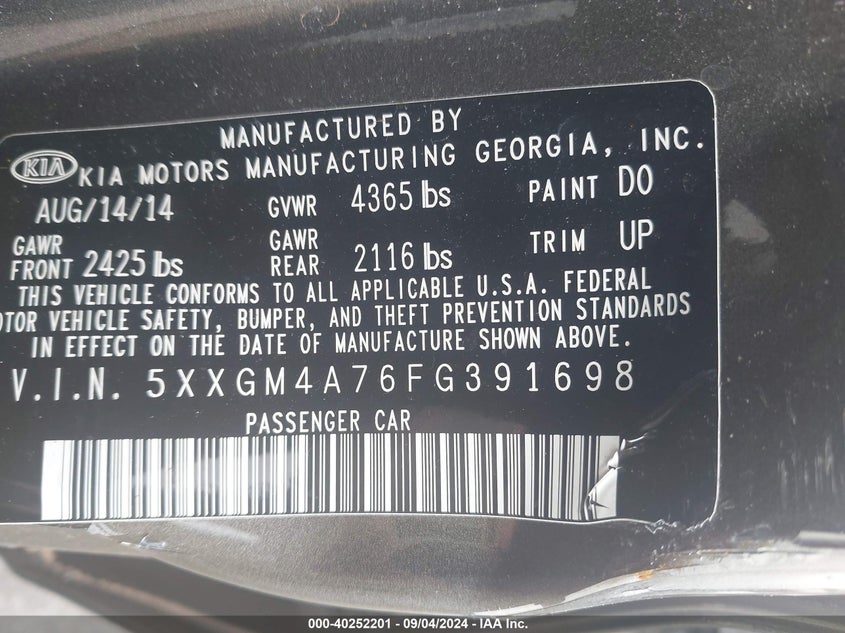 MANUFACTURED BY
KIA KIA MOTORS MANUFACTURING GEORGIA, INC.
AUG/14/14 GVWR 4365 lbs PAINT DO
GAWR FRONT 2425 lbs GAWR REAR 2116 lbs TRIM UP
THIS VEHICLE CONFORMS TO ALL APPLICABLE U.S.A. FEDERAL
OTOR VEHICLE SAFETY, BUMPER, AND THEFT PREVENTION STANDARDS
IN EFFECT ON THE DATE OF MANUFACTURE SHOWN ABOVE.
V.I.N. 5XXGM4A76FG391698
PASSENGER CAR
000-40252201 - 09/04/2024 - IAA Inc.